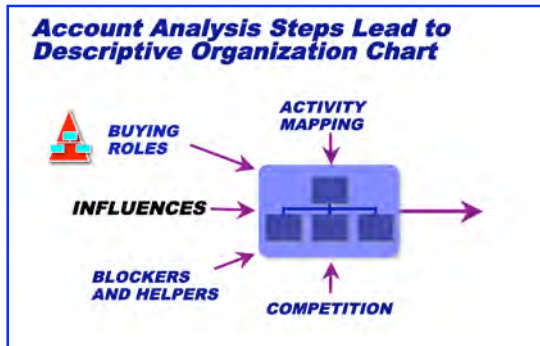 Account Analysis Steps Lead to
Descriptive Organization Chart
ACTIVITY
MAPPING
BUYING
ROLES
INFLUENCES
BLOCKERS
AND HELPERS
COMPETITION